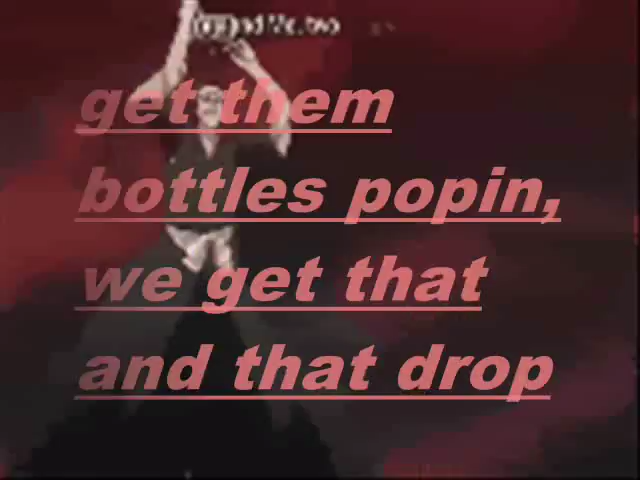 get them
bottles popin,
we get that
and that drop